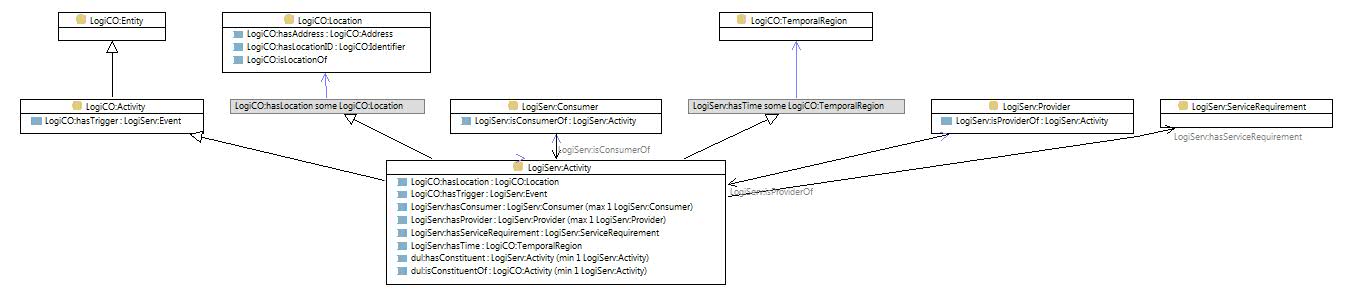 LogiCO:Entity
LogiCO:Location
LogiCO:hasAddress : LogiCO:Address
LogiCO:hasLocationID : LogiCO:Identifier
LogiCO:isLocationOf
LogiCO:TemporalRegion
LogiCO:Activity
LogiCO:hasTrigger : LogiServ:Event
LogiCO:hasLocation some LogiCO:Location
LogiServ:Consumer
LogiServ:isConsumerOf : LogiServ:Activity
LogiServ:hasTime some LogiCO:TemporalRegion
LogiServ:Provider
LogiServ:isProviderOf : LogiServ:Activity
LogiServ:ServiceRequirement
LogiServ:hasServiceRequirement
LogiServ:isConsumerOf
LogiServ:Activity
LogiCO:hasLocation : LogiCO:Location
LogiCO:hasTrigger : LogiServ:Event
LogiServ:hasConsumer : LogiServ:Consumer (max 1 LogiServ:Consumer)
LogiServ:hasProvider : LogiServ:Provider (max 1 LogiServ:Provider)
LogiServ:hasServiceRequirement : LogiServ:ServiceRequirement
LogiServ:hasTime : LogiCO:TemporalRegion
dul:hasConstituent : LogiServ:Activity (min 1 LogiServ:Activity)
dul:isConstituentOf : LogiCO:Activity (min 1 LogiServ:Activity)
LogiServ:isProviderOf